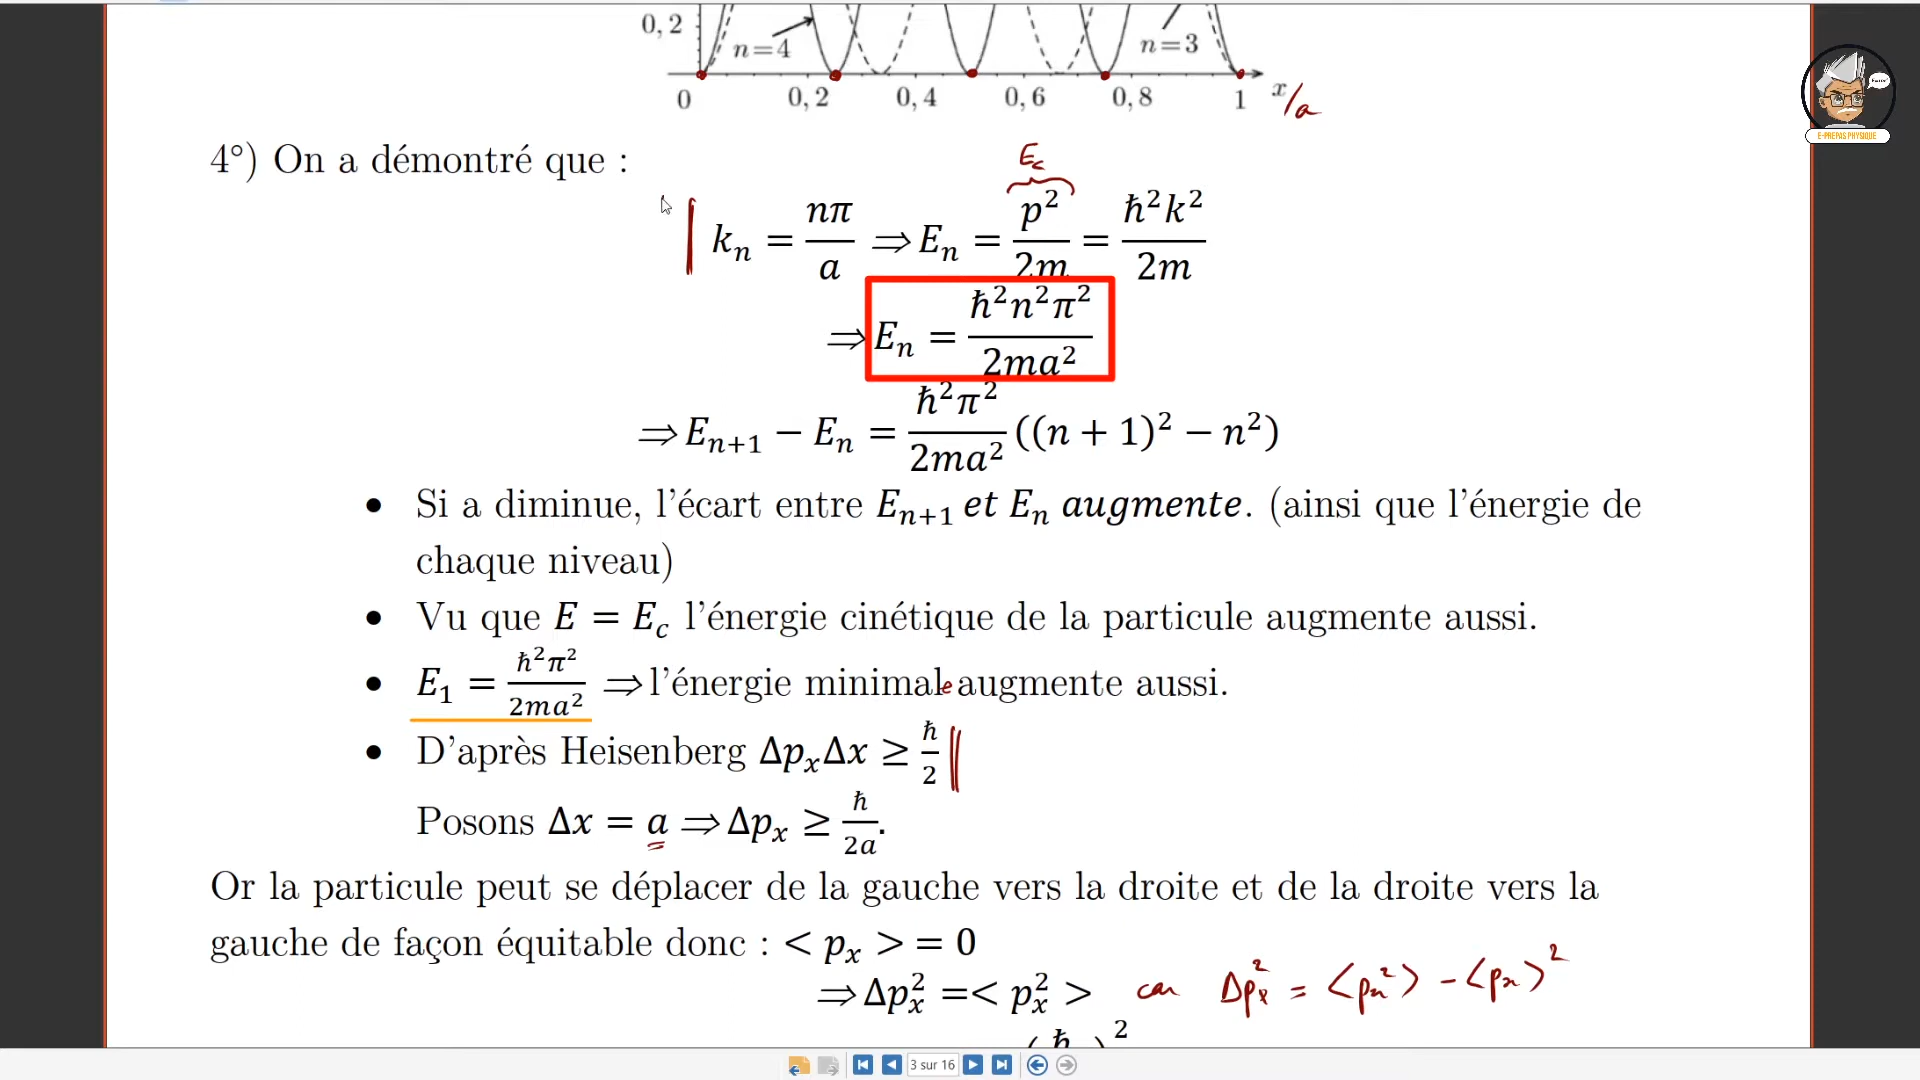 0, 2
n=4
n=3
0 0, 2 0, 4 0, 6 0, 8 1 x/a
E-PREPAS PHYSIQUE
4°) On a démontré que :
E_c
k_n = nπ/a ⟹ E_n = p²/2m = ħ²k²/2m
⟹ E_n = ħ²n²π²/2ma²
⟹ E_{n+1} − E_n = ħ²π²/2ma² ((n + 1)² − n²)
• Si a diminue, l'écart entre E_{n+1} et E_n augmente. (ainsi que l'énergie de
chaque niveau)
• Vu que E = E_c l'énergie cinétique de la particule augmente aussi.
• E_1 = ħ²π²/2ma² ⟹ l'énergie minimale augmente aussi.
• D'après Heisenberg Δp_xΔx ≥ ħ/2
Posons Δx = a ⟹ Δp_x ≥ ħ/2a.
Or la particule peut se déplacer de la gauche vers la droite et de la droite vers la
gauche de façon équitable donc : < p_x > = 0
⟹ Δp_x² =< p_x² > car Δp_x² = <p_x²> − <p_x>²
3 sur 16